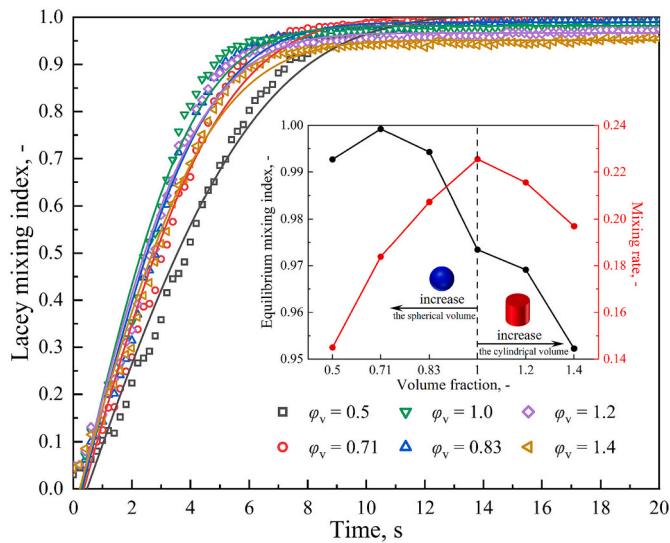 1.0
0.9
0.8
0.7
0.6
0.5
0.4
0.3
0.2
0.1
0.0
Lacey mixing index, -
0 2 4 6 8 10 12 14 16 18 20
Time, s
1.00
0.99
0.98
0.97
0.96
0.95
Equilibrium mixing index, -
0.24
0.22
0.20
0.18
0.16
0.14
Mixing rate, -
increase
the spherical volume
increase
the cylindrical volume
0.5 0.71 0.83 1 1.2 1.4
Volume fraction, -
φv = 0.5 φv = 1.0 φv = 1.2
φv = 0.71 φv = 0.83 φv = 1.4